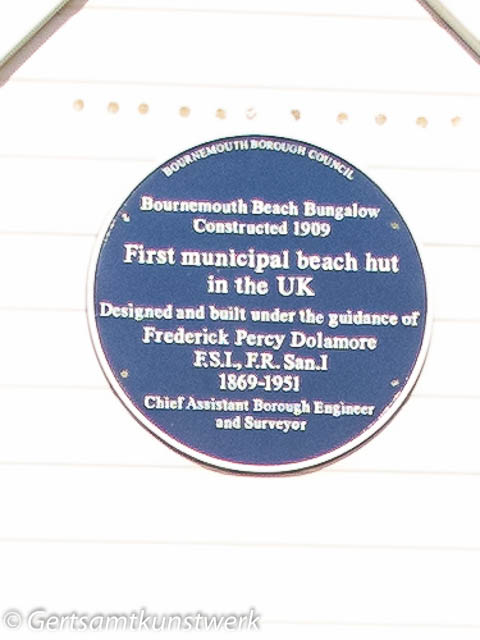 BOURNEMOUTH BOROUGH COUNCIL
Bournemouth Beach Bungalow
Constructed 1909
First municipal beach hut
in the UK
Designed and built under the guidance of
Frederick Percy Dolamore
F.S.I., F.R. San.I
1869-1951
Chief Assistant Borough Engineer
and Surveyor
© Gertsamtkunstwerk